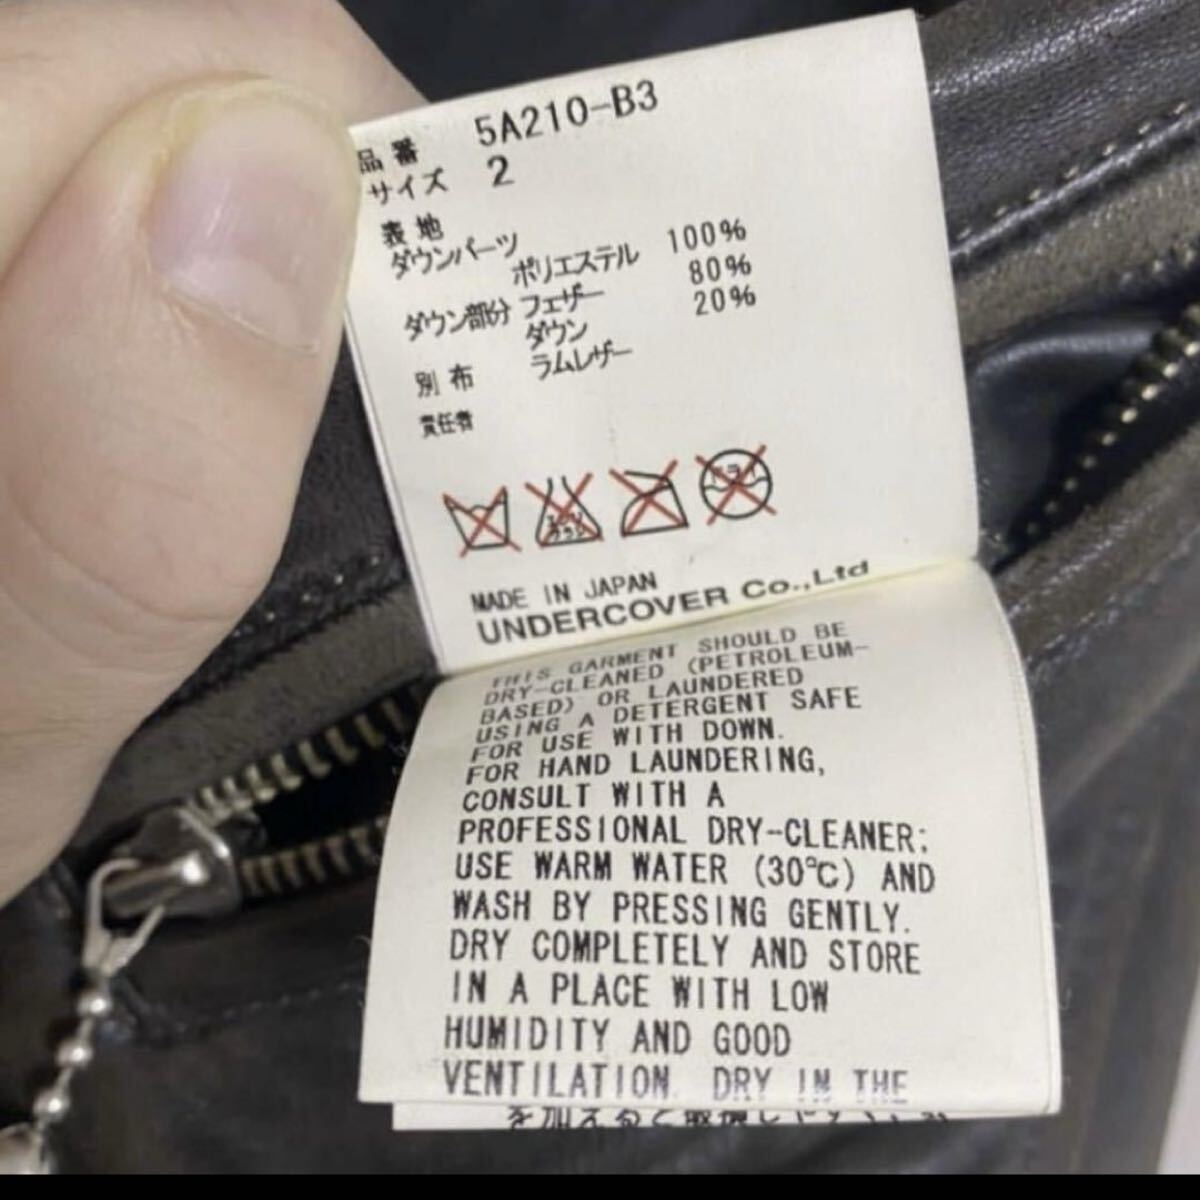 品番 5A210-B3
サイズ 2
表地
ダウンパーツ
ポリエステル 100%
ダウン部分 フェザー 80%
ダウン 20%
別布 ラムレザー
責任者
ドライ
MADE IN JAPAN
UNDERCOVER Co.,Ltd
THIS GARMENT SHOULD BE
DRY-CLEANED (PETROLEUM-
BASED) OR LAUNDERED
USING A DETERGENT SAFE
FOR USE WITH DOWN.
FOR HAND LAUNDERING,
CONSULT WITH A
PROFESSIONAL DRY-CLEANER:
USE WARM WATER (30℃) AND
WASH BY PRESSING GENTLY.
DRY COMPLETELY AND STORE
IN A PLACE WITH LOW
HUMIDITY AND GOOD
VENTILATION. DRY IN THE